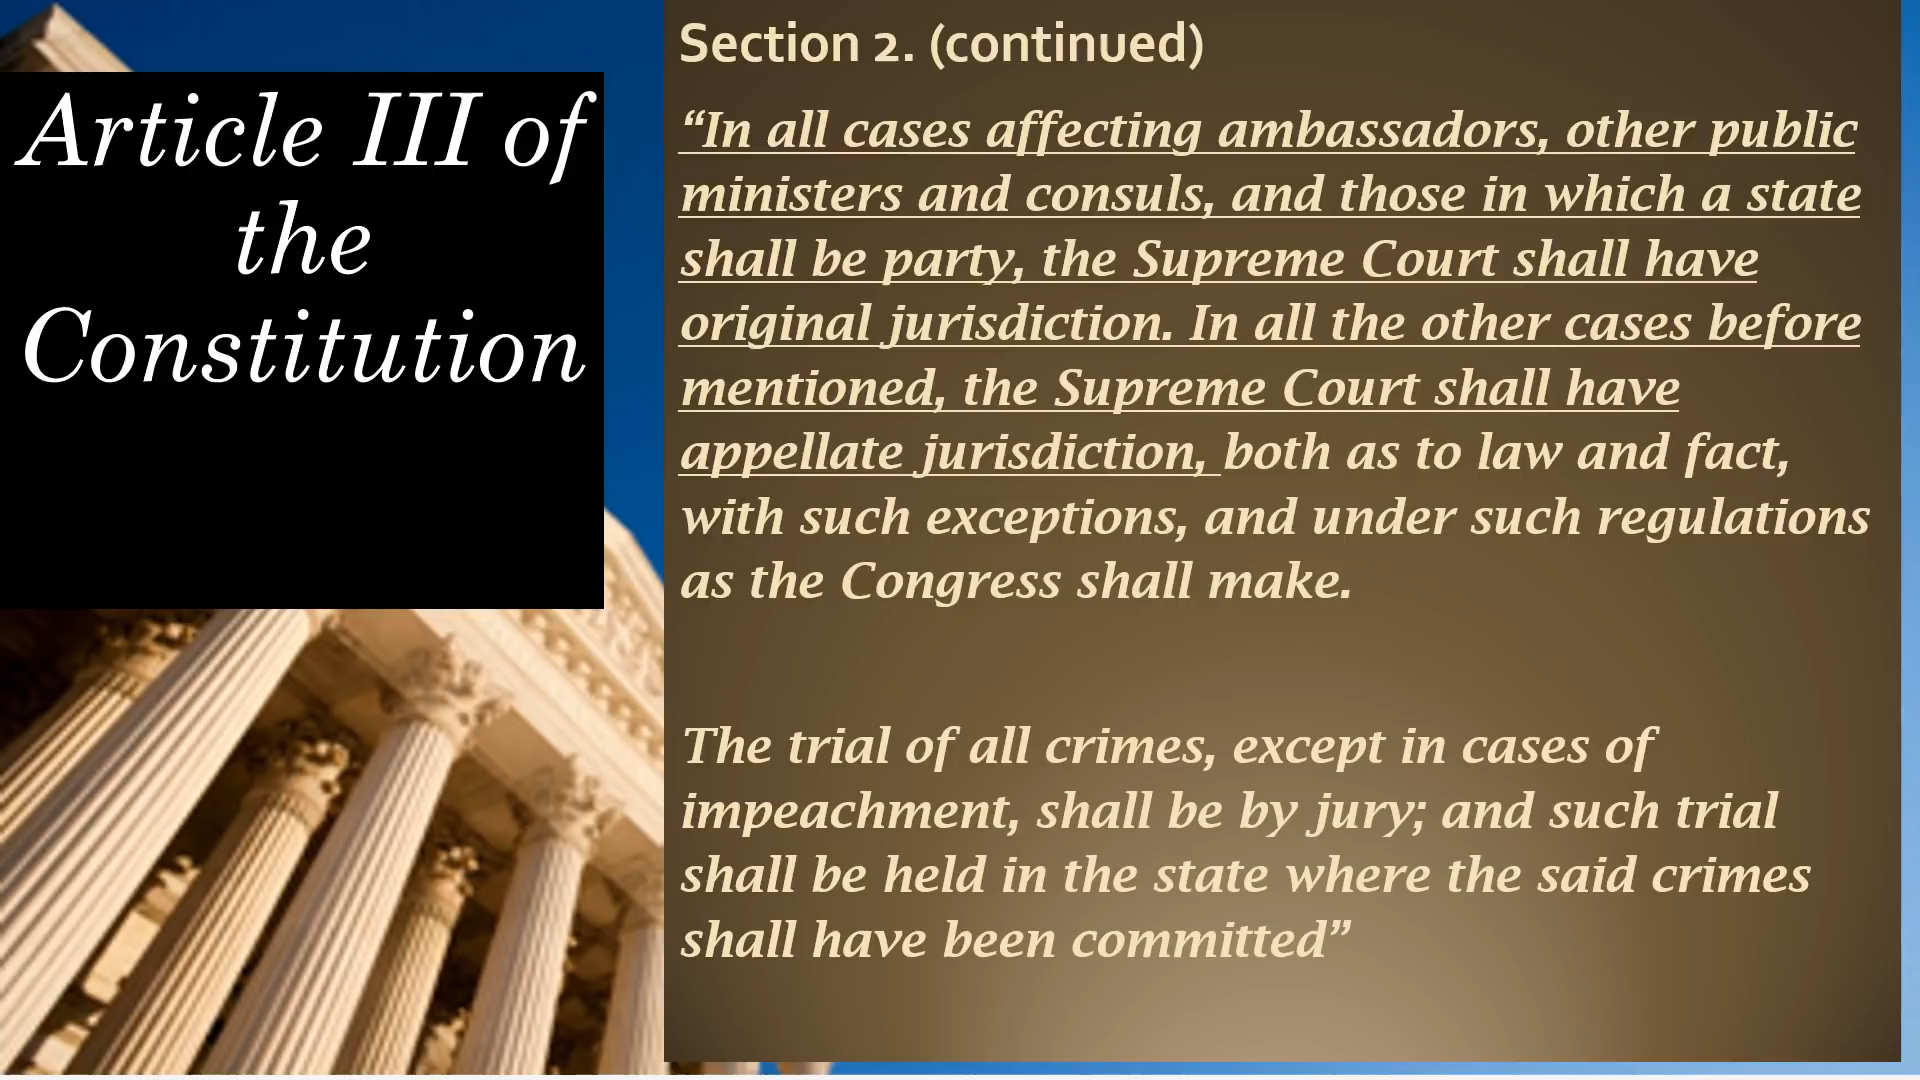 Article III of
the
Constitution
Section 2. (continued)
“In all cases affecting ambassadors, other public
ministers and consuls, and those in which a state
shall be party, the Supreme Court shall have
original jurisdiction. In all the other cases before
mentioned, the Supreme Court shall have
appellate jurisdiction, both as to law and fact,
with such exceptions, and under such regulations
as the Congress shall make.
The trial of all crimes, except in cases of
impeachment, shall be by jury; and such trial
shall be held in the state where the said crimes
shall have been committed”